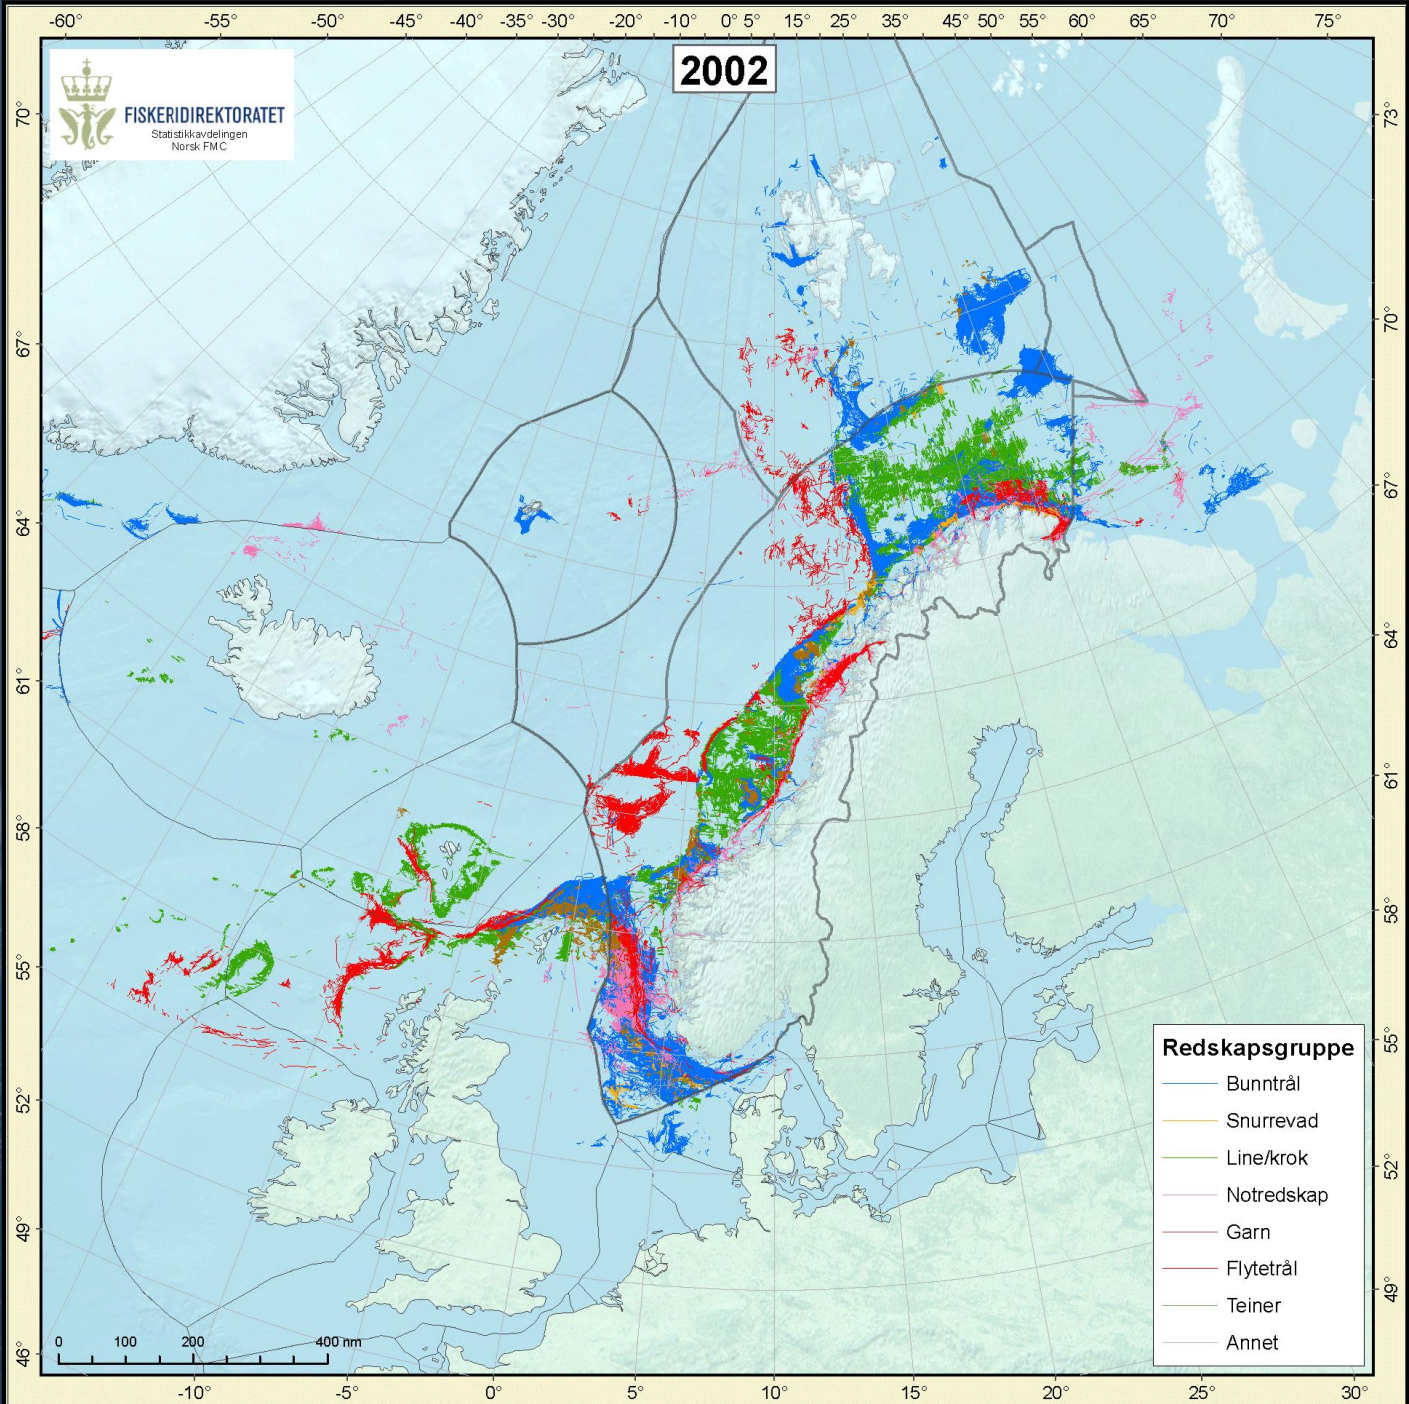 -60° -55° -50° -45° -40° -35° -30° -20° -10° 0° 5° 15° 25° 35° 45° 50° 55° 60° 65° 70° 75°
2002
FISKERIDIREKTORATET
Statistikkavdelingen
Norsk FMC
70° 73°
67° 70°
64° 67°
61° 64°
58° 61°
55° 58°
52° 55°
49° 52°
46° 49°
Redskapsgruppe
Bunntrål
Snurrevad
Line/krok
Notredskap
Garn
Flytetrål
Teiner
Annet
0 100 200 400 nm
-10° -5° 0° 5° 10° 15° 20° 25° 30°